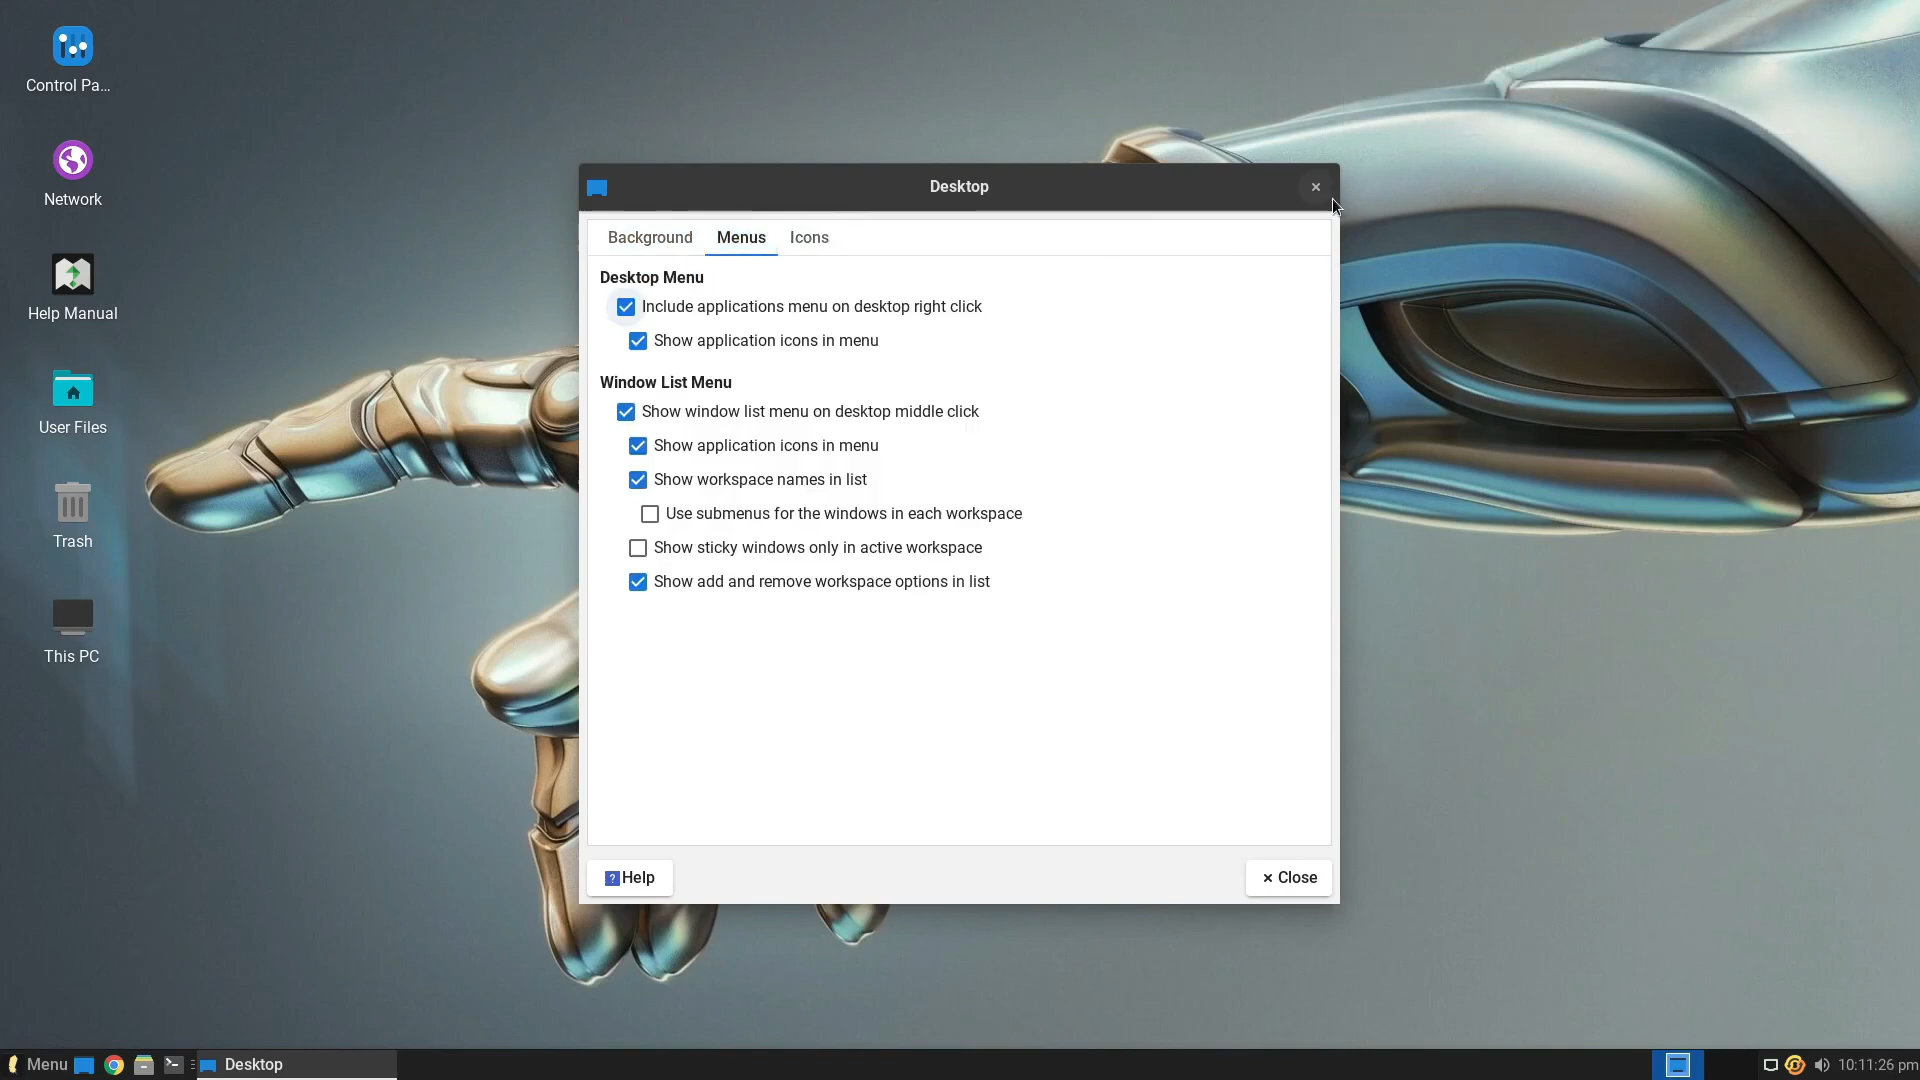 Control Pa...
Network
Help Manual
User Files
Trash
This PC
Desktop
Background
Menus
Icons
Desktop Menu
Include applications menu on desktop right click
Show application icons in menu
Window List Menu
Show window list menu on desktop middle click
Show application icons in menu
Show workspace names in list
Use submenus for the windows in each workspace
Show sticky windows only in active workspace
Show add and remove workspace options in list
Help
Close
Menu
Desktop
10:11:26 pm